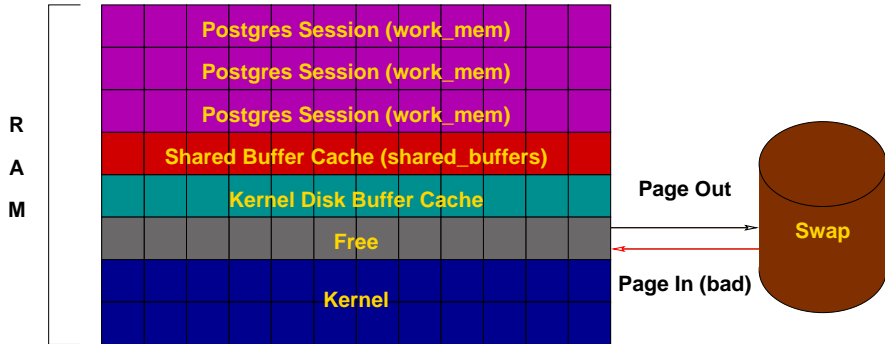 Postgres Session (work_mem)
Postgres Session (work_mem)
Postgres Session (work_mem)
Shared Buffer Cache (shared_buffers)
Kernel Disk Buffer Cache
Free
Kernel
R
A
M
Page Out
Swap
Page In (bad)